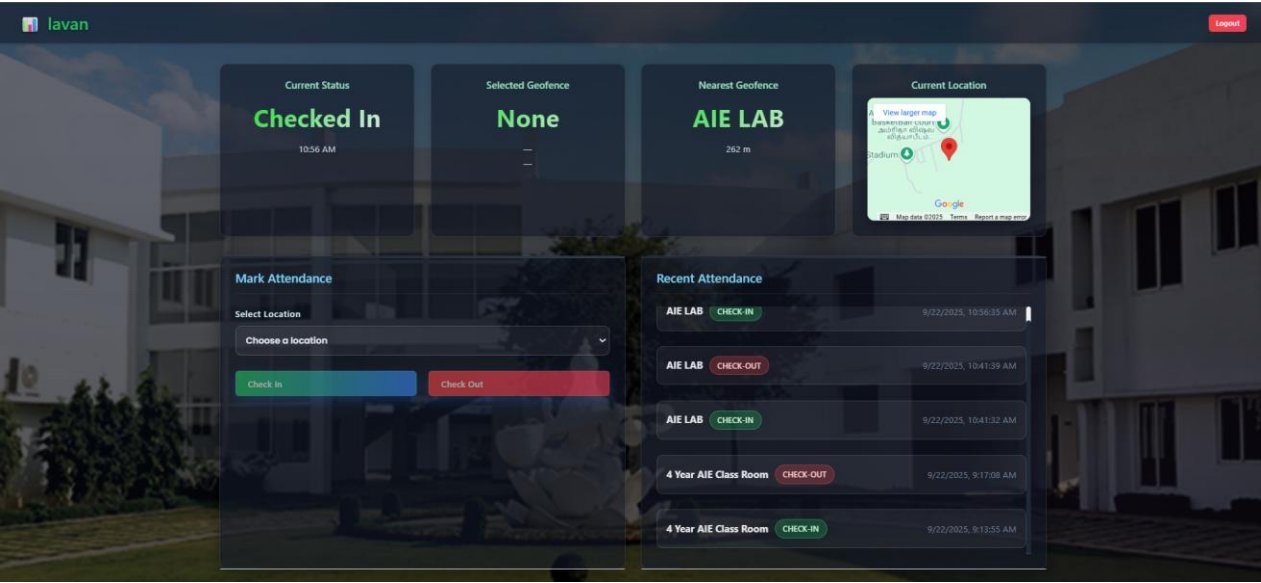 lavan
Logout
Current Status
Checked In
10:56 AM
Selected Geofence
None
—
—
Nearest Geofence
AIE LAB
262 m
Current Location
View larger map
அமிர்தா விஷ்வ
வித்யாபீடம்
Stadium
Google
Map data ©2025 Terms Report a map error
Mark Attendance
Select Location
Choose a location
Check In
Check Out
Recent Attendance
AIE LAB CHECK-IN 9/22/2025, 10:56:35 AM
AIE LAB CHECK-OUT 9/22/2025, 10:41:39 AM
AIE LAB CHECK-IN 9/22/2025, 10:41:32 AM
4 Year AIE Class Room CHECK-OUT 9/22/2025, 9:17:08 AM
4 Year AIE Class Room CHECK-IN 9/22/2025, 9:13:55 AM